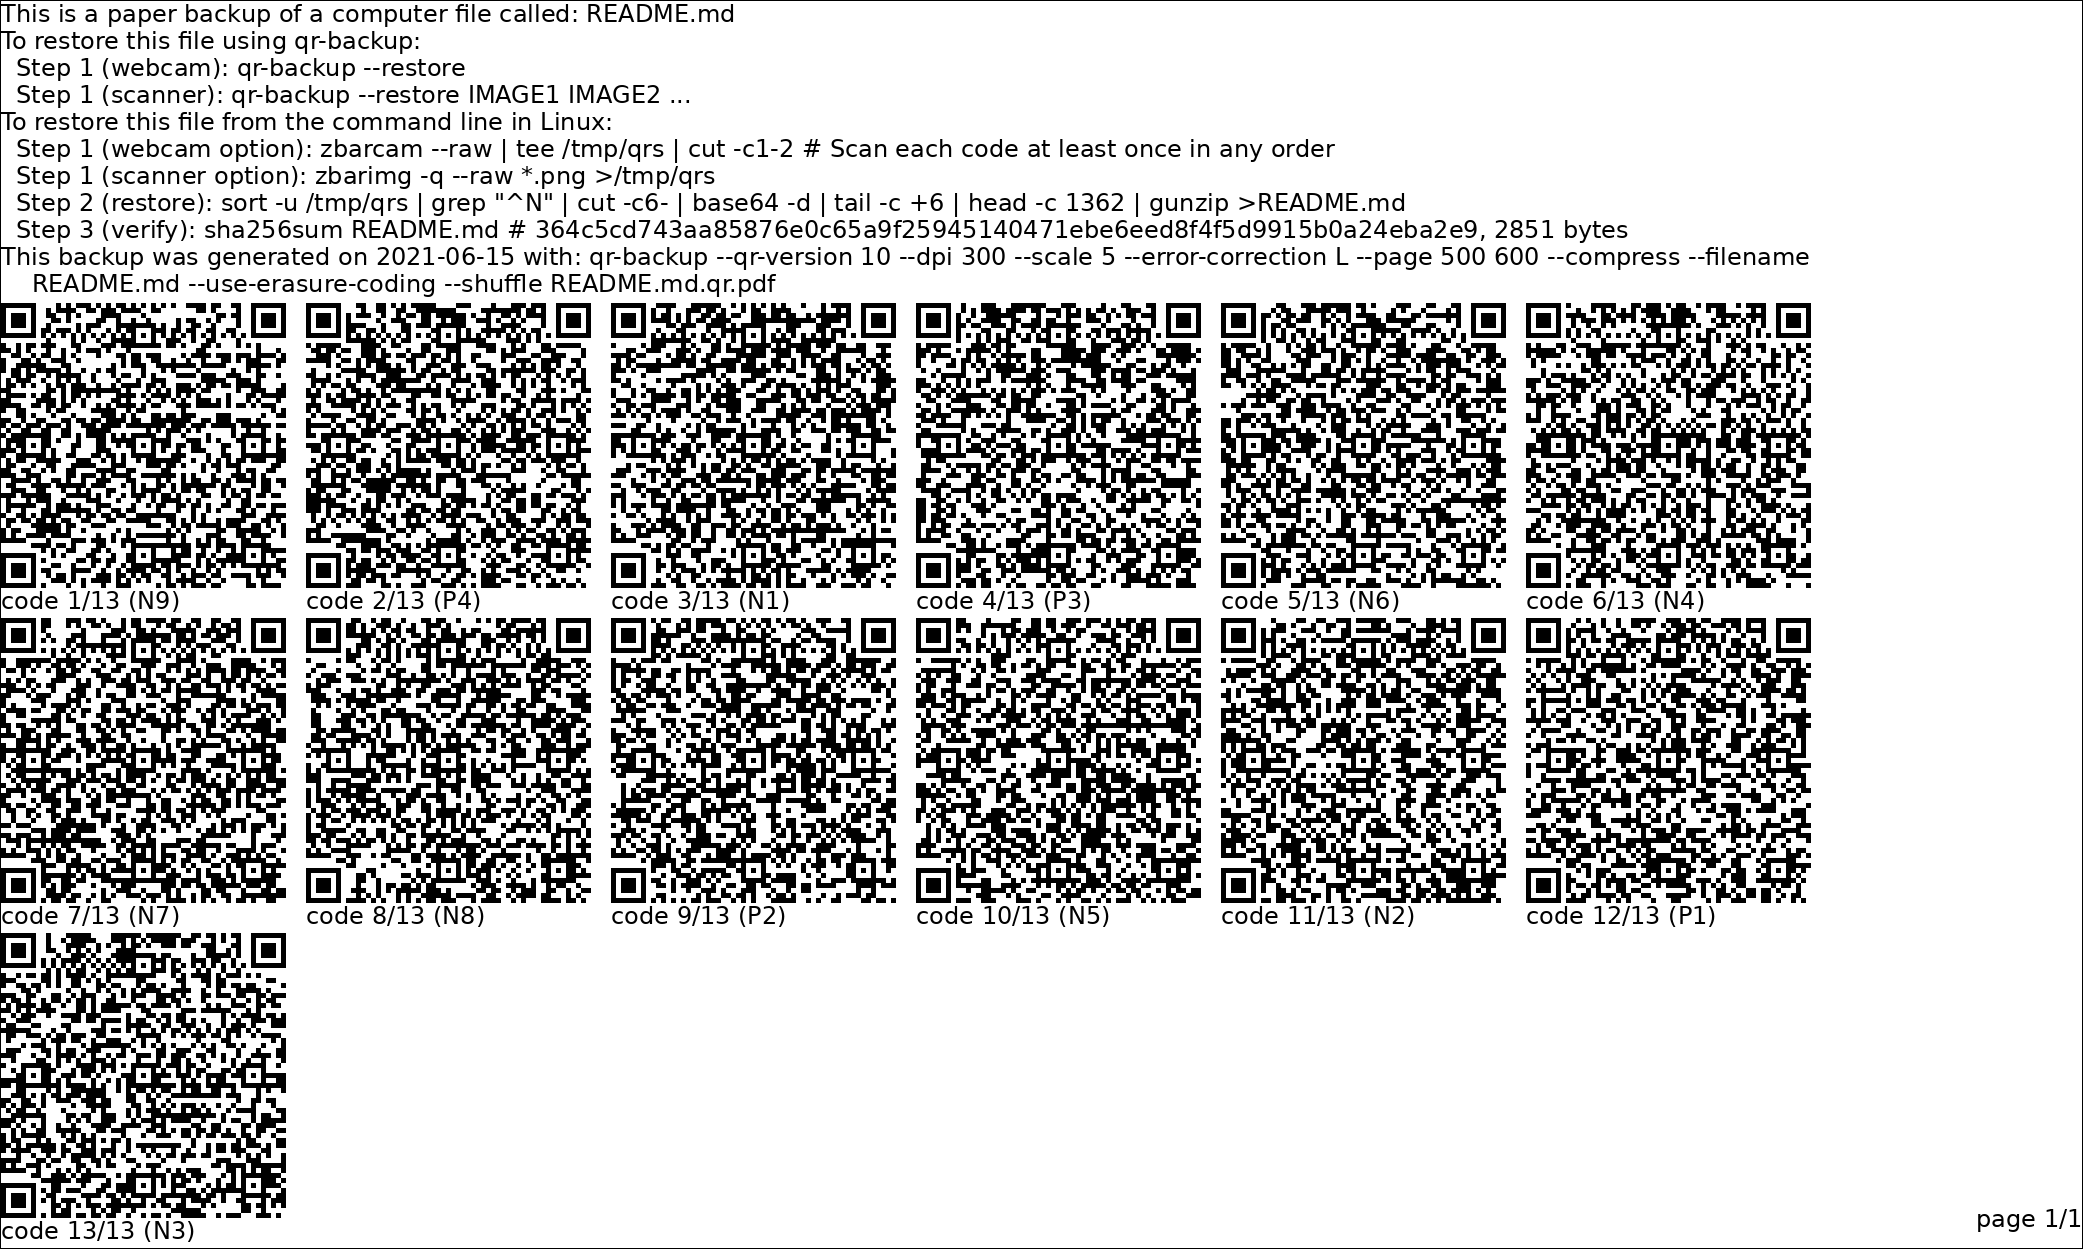 This is a paper backup of a computer file called: README.md
To restore this file using qr-backup:
Step 1 (webcam): qr-backup --restore
Step 1 (scanner): qr-backup --restore IMAGE1 IMAGE2 ...
To restore this file from the command line in Linux:
Step 1 (webcam option): zbarcam --raw | tee /tmp/qrs | cut -c1-2 # Scan each code at least once in any order
Step 1 (scanner option): zbarimg -q --raw *.png >/tmp/qrs
Step 2 (restore): sort -u /tmp/qrs | grep "^N" | cut -c6- | base64 -d | tail -c +6 | head -c 1362 | gunzip >README.md
Step 3 (verify): sha256sum README.md # 364c5cd743aa85876e0c65a9f25945140471ebe6eed8f4f5d9915b0a24eba2e9, 2851 bytes
This backup was generated on 2021-06-15 with: qr-backup --qr-version 10 --dpi 300 --scale 5 --error-correction L --page 500 600 --compress --filename
README.md --use-erasure-coding --shuffle README.md.qr.pdf
code 1/13 (N9)
code 2/13 (P4)
code 3/13 (N1)
code 4/13 (P3)
code 5/13 (N6)
code 6/13 (N4)
code 7/13 (N7)
code 8/13 (N8)
code 9/13 (P2)
code 10/13 (N5)
code 11/13 (N2)
code 12/13 (P1)
code 13/13 (N3)
page 1/1